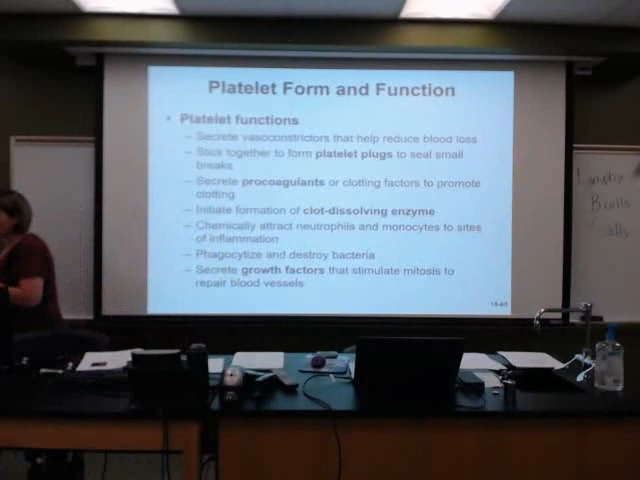 Platelet Form and Function
• Platelet functions
– Secrete vasoconstrictors that help reduce blood loss
– Stick together to form platelet plugs to seal small
breaks
– Secrete procoagulants or clotting factors to promote
clotting
– Initiate formation of clot-dissolving enzyme
– Chemically attract neutrophils and monocytes to sites
of inflammation
– Phagocytize and destroy bacteria
– Secrete growth factors that stimulate mitosis to
repair blood vessels
B cells
cells